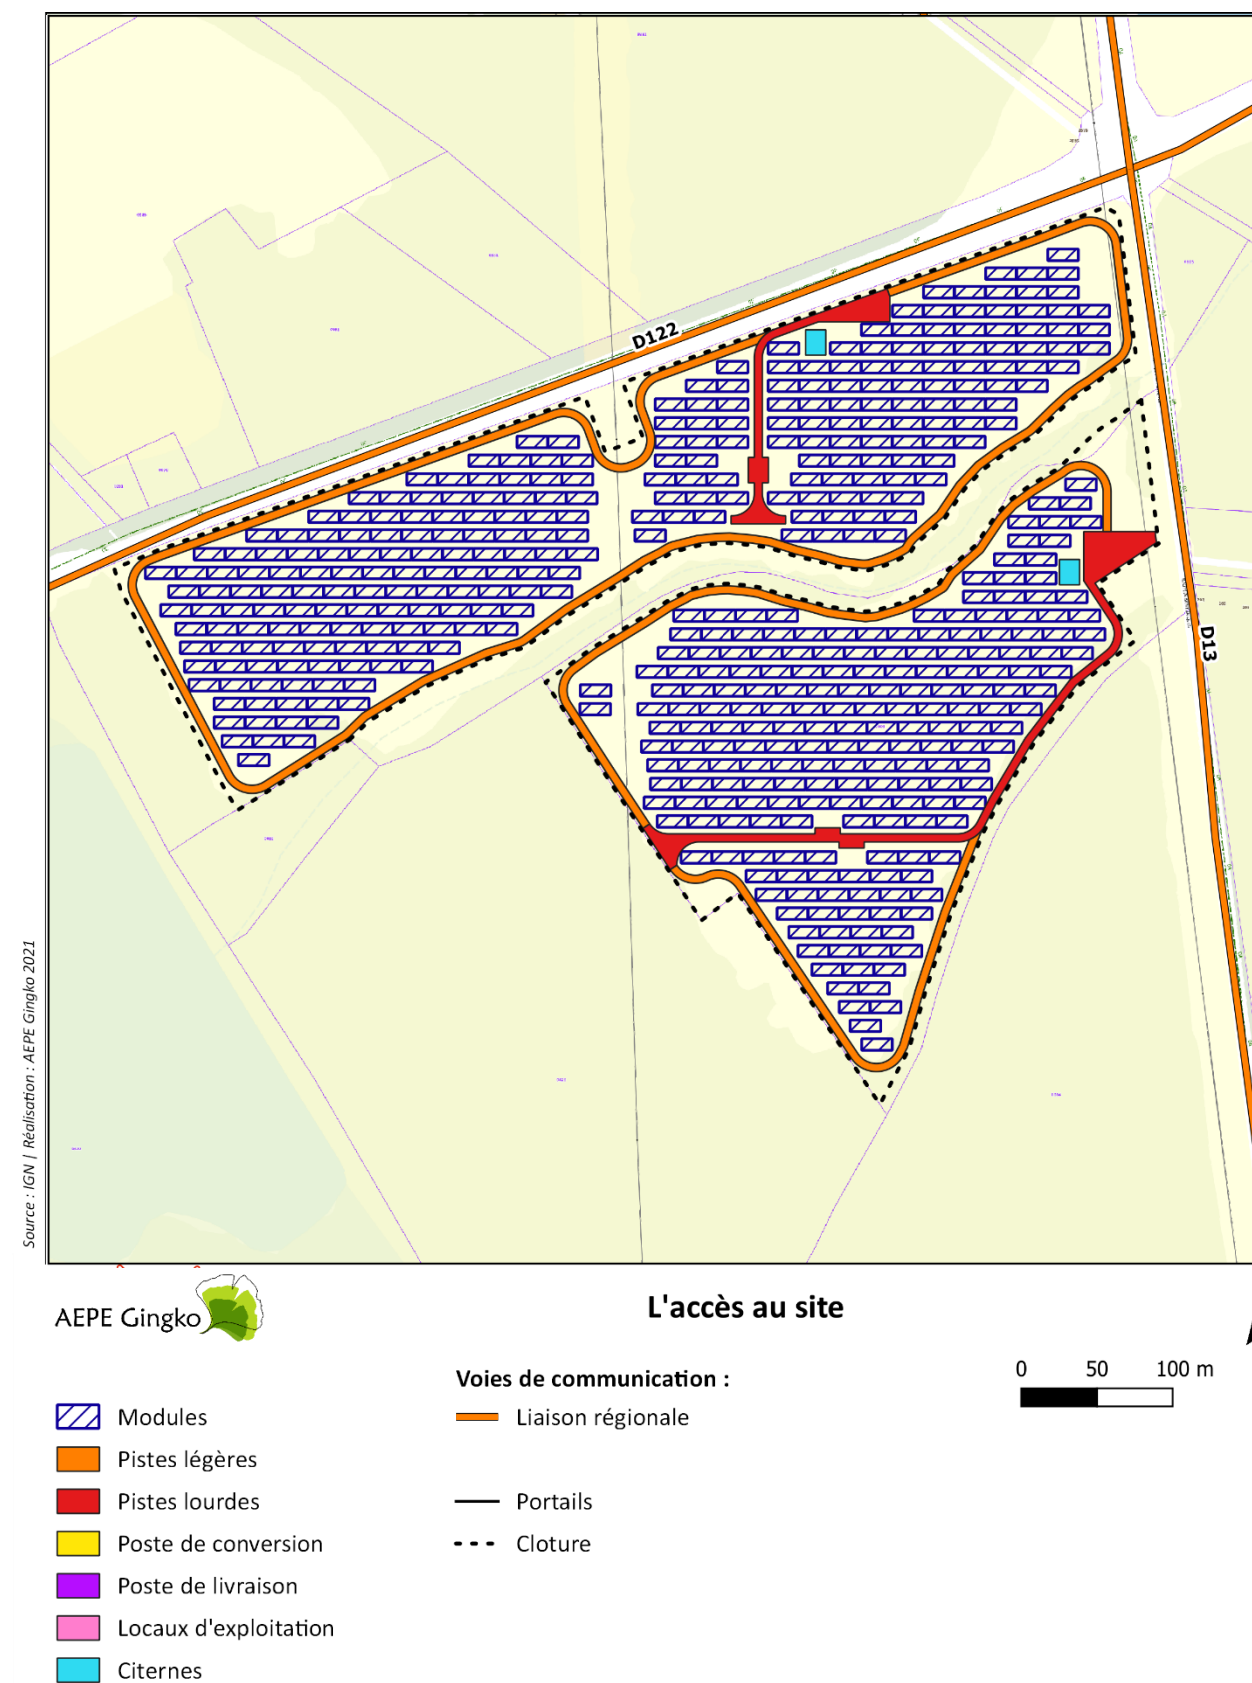 D122
D13
Source : IGN | Réalisation : AEPE Gingko 2021
AEPE Gingko
L'accès au site
Voies de communication :
0 50 100 m
Modules
Liaison régionale
Pistes légères
Pistes lourdes
Portails
Poste de conversion
Cloture
Poste de livraison
Locaux d'exploitation
Citernes